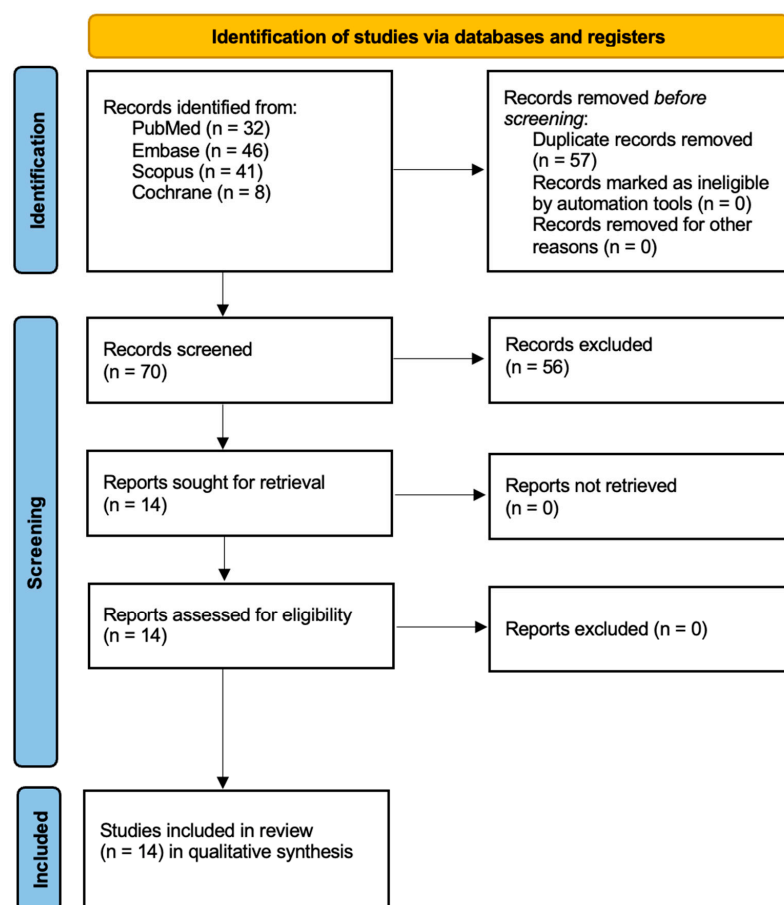 Identification of studies via databases and registers
Identification
Records identified from:
PubMed (n = 32)
Embase (n = 46)
Scopus (n = 41)
Cochrane (n = 8)
Records removed before
screening:
Duplicate records removed
(n = 57)
Records marked as ineligible
by automation tools (n = 0)
Records removed for other
reasons (n = 0)
Screening
Records screened
(n = 70)
Records excluded
(n = 56)
Reports sought for retrieval
(n = 14)
Reports not retrieved
(n = 0)
Reports assessed for eligibility
(n = 14)
Reports excluded (n = 0)
Included
Studies included in review
(n = 14) in qualitative synthesis